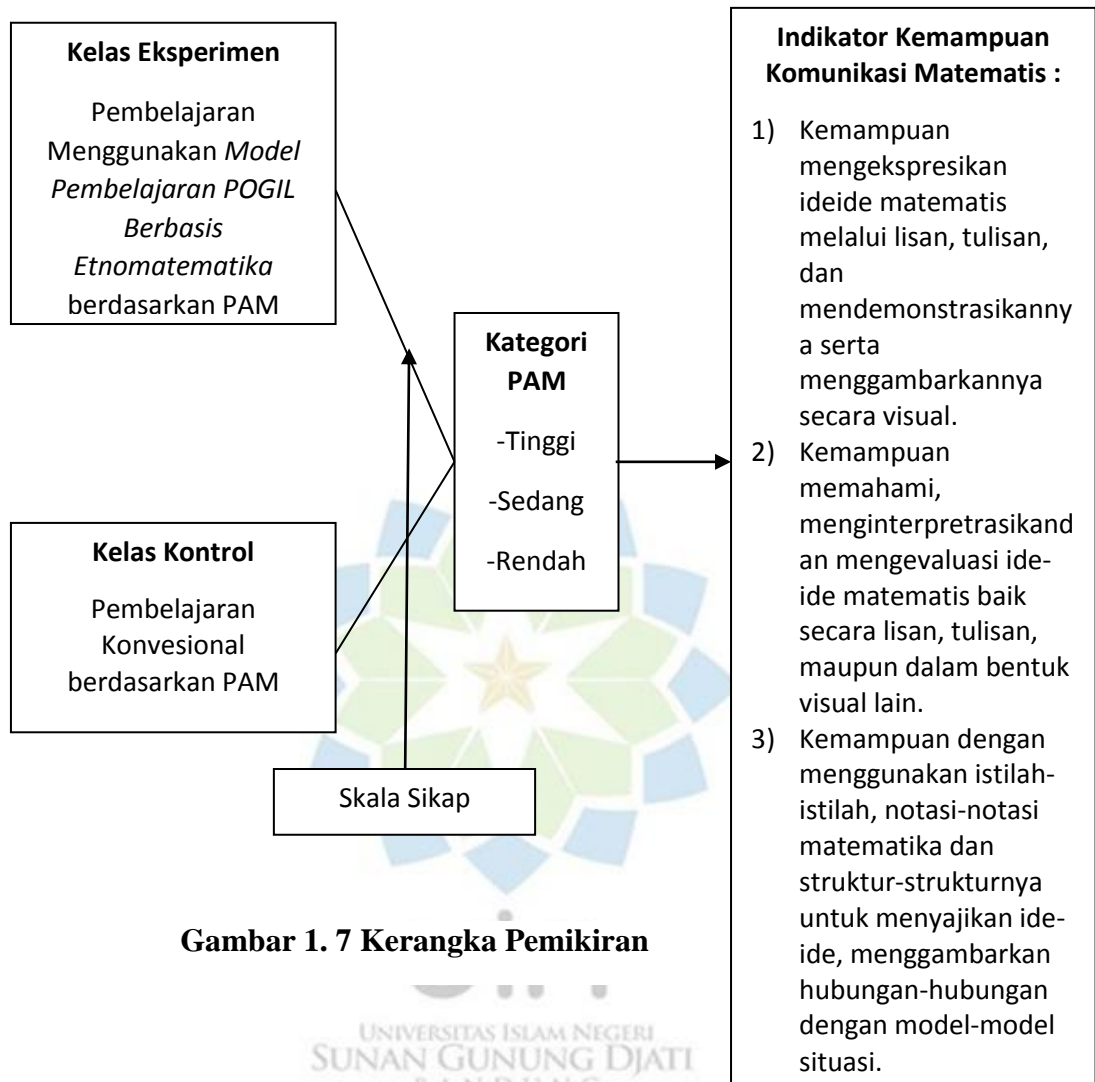 Kelas Eksperimen
Pembelajaran
Menggunakan Model
Pembelajaran POGIL
Berbasis
Etnomatematika
berdasarkan PAM
Kelas Kontrol
Pembelajaran
Konvesional
berdasarkan PAM
Skala Sikap
Kategori
PAM
-Tinggi
-Sedang
-Rendah
Indikator Kemampuan
Komunikasi Matematis :
1) Kemampuan
mengekspresikan
ideide matematis
melalui lisan, tulisan,
dan
mendemonstrasikanny
a serta
menggambarkannya
secara visual.
2) Kemampuan
memahami,
menginterpretrasikand
an mengevaluasi ide-
ide matematis baik
secara lisan, tulisan,
maupun dalam bentuk
visual lain.
3) Kemampuan dengan
menggunakan istilah-
istilah, notasi-notasi
matematika dan
struktur-strukturnya
untuk menyajikan ide-
ide, menggambarkan
hubungan-hubungan
dengan model-model
situasi.
Gambar 1. 7 Kerangka Pemikiran
UNIVERSITAS ISLAM NEGERI
SUNAN GUNUNG DJATI